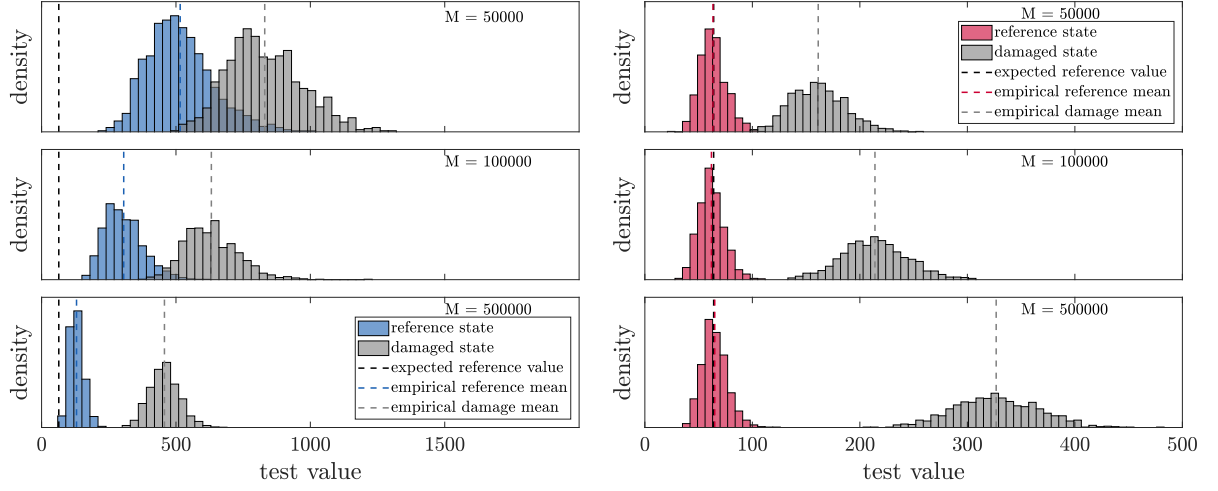 density
M = 50000
density
M = 100000
density
M = 500000
reference state
damaged state
expected reference value
empirical reference mean
empirical damage mean
0
500
1000
1500
test value
density
M = 50000
reference state
damaged state
expected reference value
empirical reference mean
empirical damage mean
density
M = 100000
density
M = 500000
0
100
200
300
400
500
test value